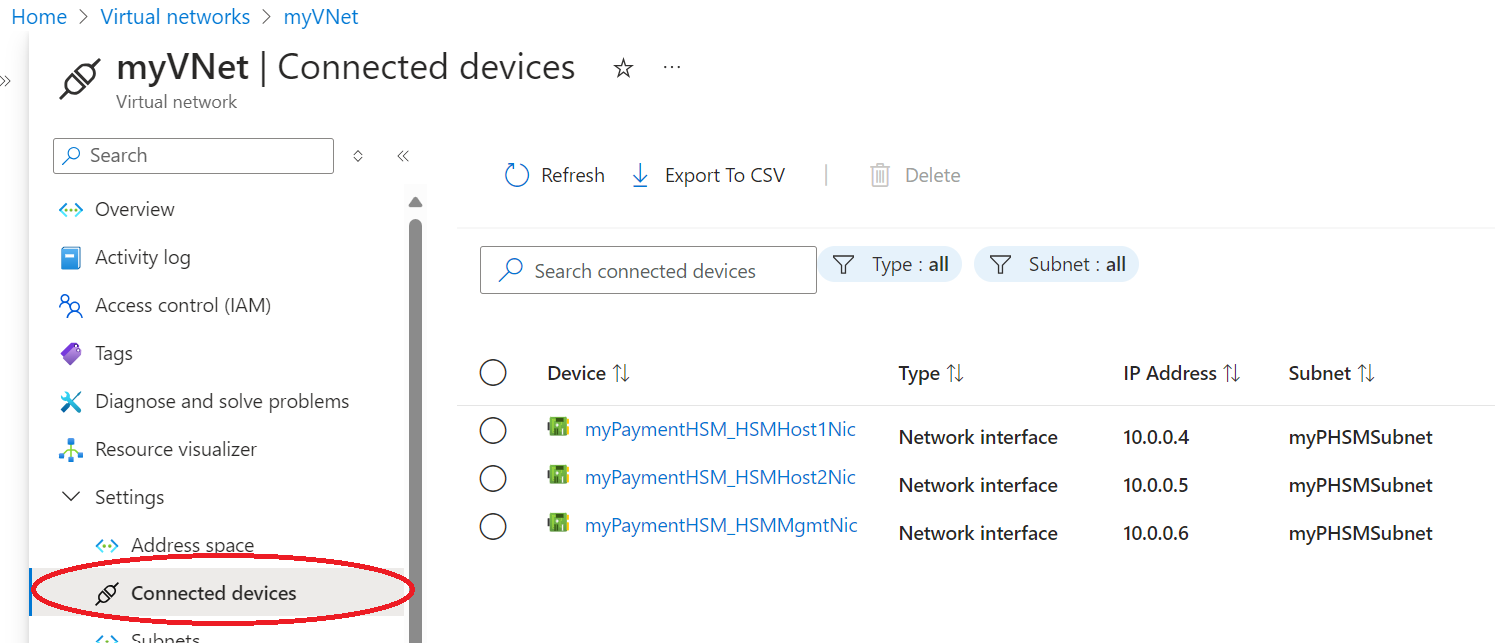 Home > Virtual networks > myVNet
myVNet | Connected devices
Virtual network
Search
Overview
Activity log
Access control (IAM)
Tags
Diagnose and solve problems
Resource visualizer
Settings
Address space
Connected devices
Subnets
Refresh Export To CSV | Delete
Search connected devices Type : all Subnet : all
Device Type IP Address Subnet
myPaymentHSM_HSMHost1Nic Network interface 10.0.0.4 myPHSMSubnet
myPaymentHSM_HSMHost2Nic Network interface 10.0.0.5 myPHSMSubnet
myPaymentHSM_HSMMgmtNic Network interface 10.0.0.6 myPHSMSubnet